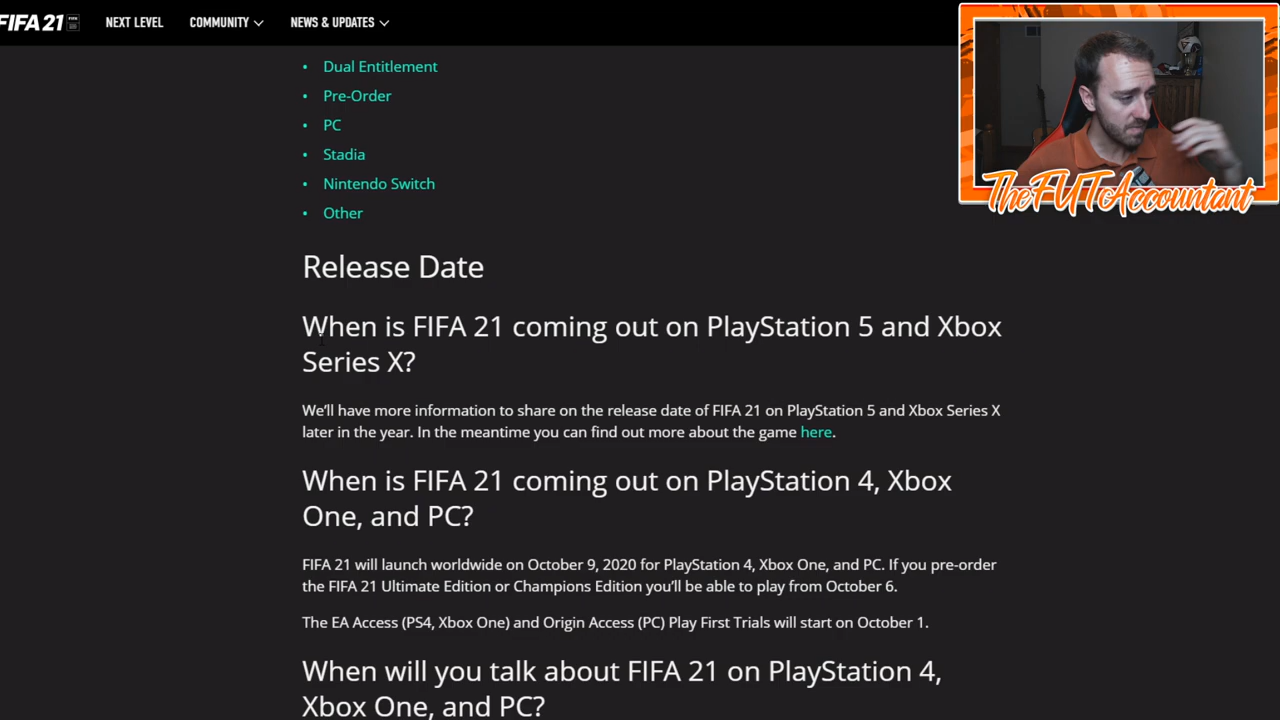 FIFA 21 NEXT LEVEL COMMUNITY NEWS & UPDATES
• Dual Entitlement
• Pre-Order
• PC
• Stadia
• Nintendo Switch
• Other
TheFUTAccountant
Release Date
When is FIFA 21 coming out on PlayStation 5 and Xbox
Series X?
We'll have more information to share on the release date of FIFA 21 on PlayStation 5 and Xbox Series X
later in the year. In the meantime you can find out more about the game here.
When is FIFA 21 coming out on PlayStation 4, Xbox
One, and PC?
FIFA 21 will launch worldwide on October 9, 2020 for PlayStation 4, Xbox One, and PC. If you pre-order
the FIFA 21 Ultimate Edition or Champions Edition you'll be able to play from October 6.
The EA Access (PS4, Xbox One) and Origin Access (PC) Play First Trials will start on October 1.
When will you talk about FIFA 21 on PlayStation 4,
Xbox One, and PC?